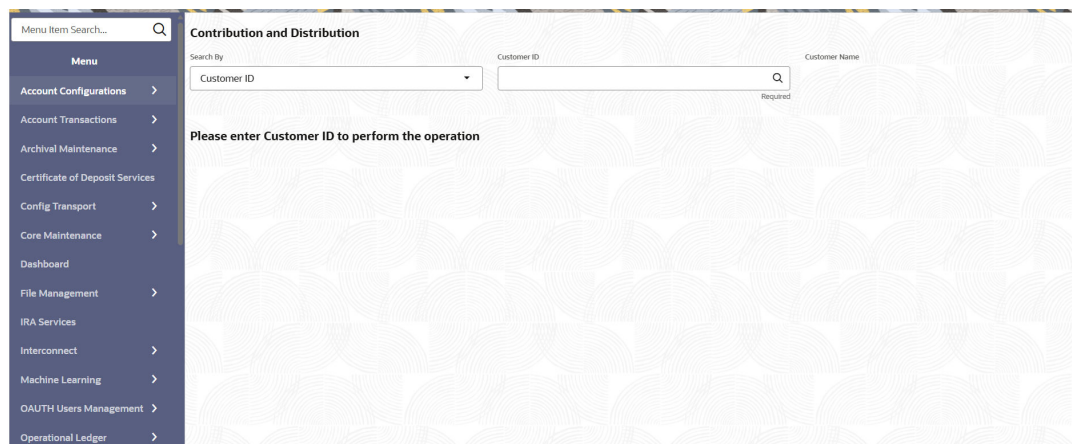 Menu Item Search...
Menu
Account Configurations
Account Transactions
Archival Maintenance
Certificate of Deposit Services
Config Transport
Core Maintenance
Dashboard
File Management
IRA Services
Interconnect
Machine Learning
OAUTH Users Management
Operational Ledger
Contribution and Distribution
Search By
Customer ID
Customer ID
Required
Customer Name
Please enter Customer ID to perform the operation